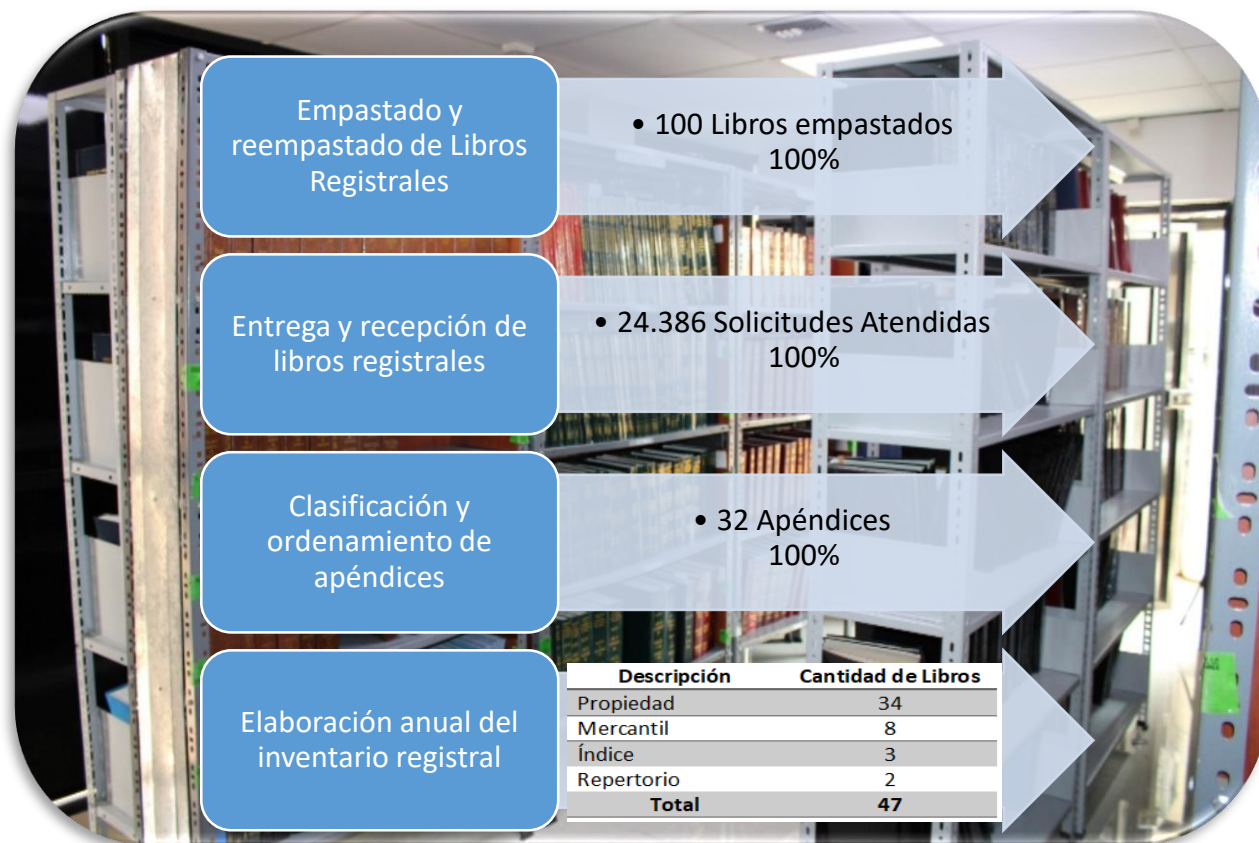 Empastado y
reempastado de Libros
Registrales
• 100 Libros empastados
100%
Entrega y recepción de
libros registrales
• 24.386 Solicitudes Atendidas
100%
Clasificación y
ordenamiento de
apéndices
• 32 Apéndices
100%
Elaboración anual del
inventario registral
Descripción Cantidad de Libros
Propiedad 34
Mercantil 8
Índice 3
Repertorio 2
Total 47